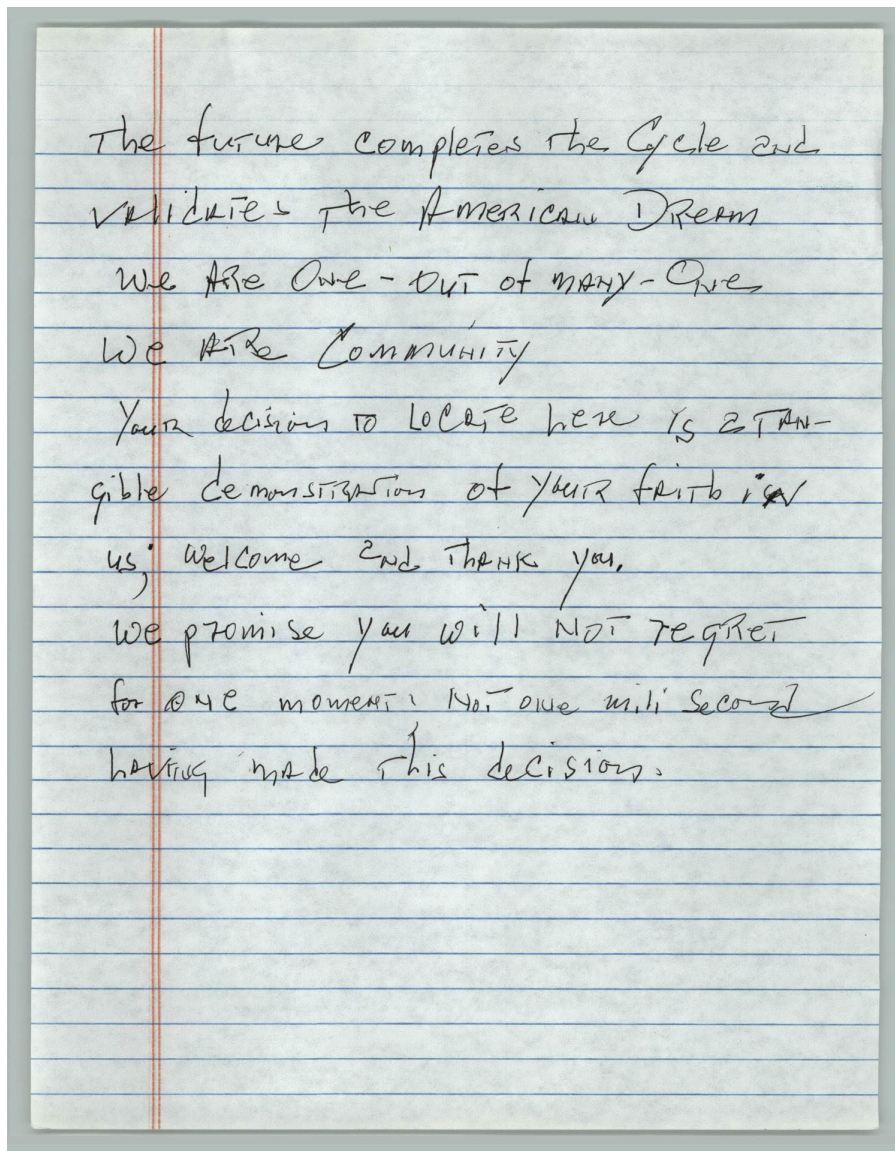 The future completes the Cycle and
validates the American Dream
We are One - out of many - One
We are Community
Your decision to locate here is a tan-
gible demonstration of your faith in
us; welcome and thank you.
We promise you will not regret
for one moment; Not one mili second
having made this decision.